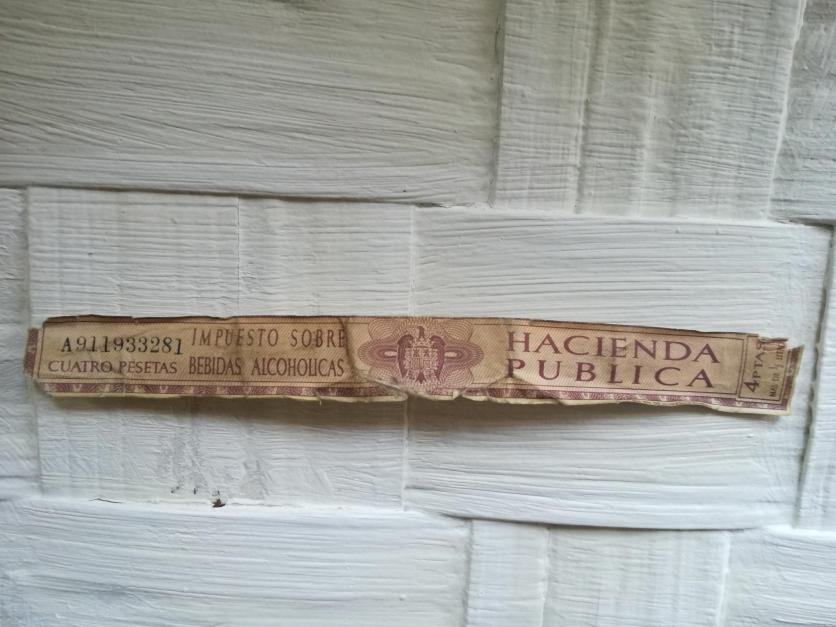 A911933281
CUATRO PESETAS
IMPUESTO SOBRE
BEBIDAS ALCOHOLICAS
HACIENDA
PUBLICA
4 PTAS